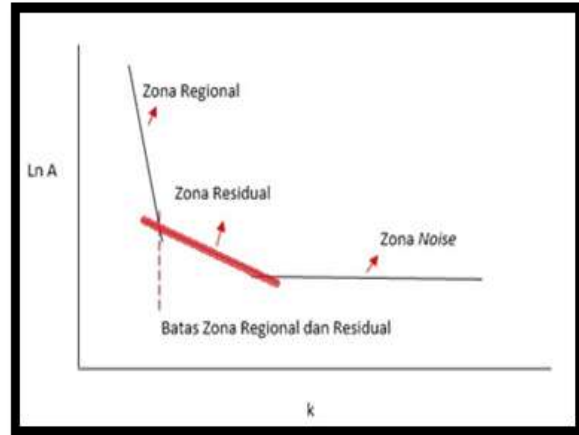 Zona Regional
Ln A
Zona Residual
Zona Noise
Batas Zona Regional dan Residual
k